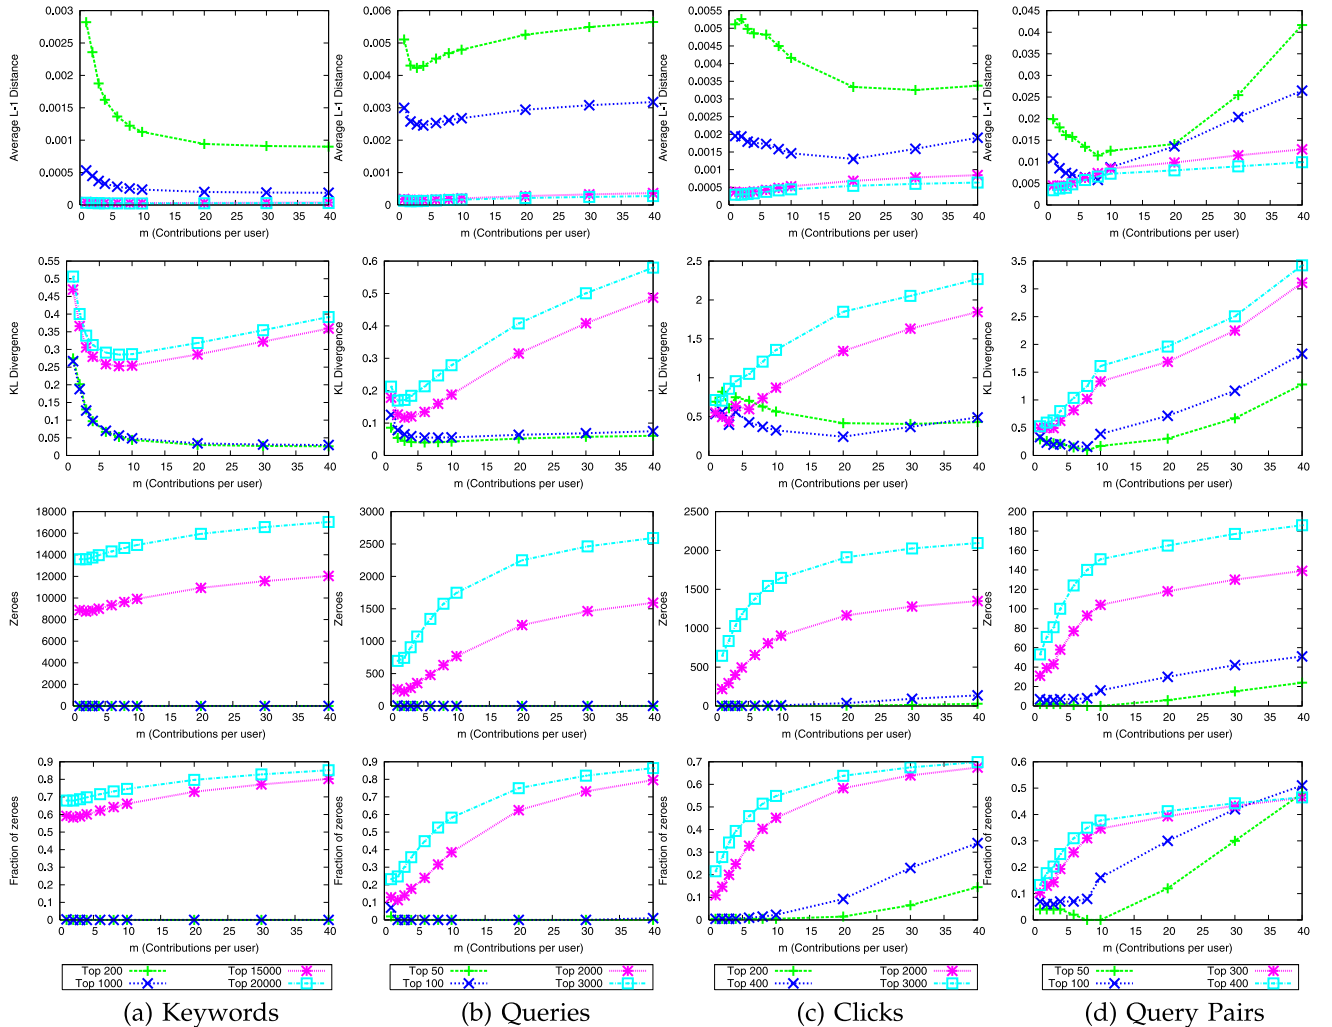 Average L-1 Distance
0.003
0.0025
0.002
0.0015
0.001
0.0005
0
0 5 10 15 20 25 30 35 40
m (Contributions per user)
Average L-1 Distance
0.006
0.005
0.004
0.003
0.002
0.001
0
0 5 10 15 20 25 30 35 40
m (Contributions per user)
Average L-1 Distance
0.0055
0.005
0.0045
0.004
0.0035
0.003
0.0025
0.002
0.0015
0.001
0.0005
0
0 5 10 15 20 25 30 35 40
m (Contributions per user)
Average L-1 Distance
0.045
0.04
0.035
0.03
0.025
0.02
0.015
0.01
0.005
0
0 5 10 15 20 25 30 35 40
m (Contributions per user)
KL Divergence
0.55
0.5
0.45
0.4
0.35
0.3
0.25
0.2
0.15
0.1
0.05
0
0 5 10 15 20 25 30 35 40
m (Contributions per user)
KL Divergence
0.6
0.5
0.4
0.3
0.2
0.1
0
0 5 10 15 20 25 30 35 40
m (Contributions per user)
KL Divergence
2.5
2
1.5
1
0.5
0
0 5 10 15 20 25 30 35 40
m (Contributions per user)
KL Divergence
3.5
3
2.5
2
1.5
1
0.5
0
0 5 10 15 20 25 30 35 40
m (Contributions per user)
Zeroes
18000
16000
14000
12000
10000
8000
6000
4000
2000
0
0 5 10 15 20 25 30 35 40
m (Contributions per user)
Zeroes
3000
2500
2000
1500
1000
500
0
0 5 10 15 20 25 30 35 40
m (Contributions per user)
Zeroes
2500
2000
1500
1000
500
0
0 5 10 15 20 25 30 35 40
m (Contributions per user)
Zeroes
200
180
160
140
120
100
80
60
40
20
0
0 5 10 15 20 25 30 35 40
m (Contributions per user)
Fraction of zeroes
0.9
0.8
0.7
0.6
0.5
0.4
0.3
0.2
0.1
0
0 5 10 15 20 25 30 35 40
m (Contributions per user)
Fraction of zeroes
0.9
0.8
0.7
0.6
0.5
0.4
0.3
0.2
0.1
0
0 5 10 15 20 25 30 35 40
m (Contributions per user)
Fraction of zeroes
0.7
0.6
0.5
0.4
0.3
0.2
0.1
0
0 5 10 15 20 25 30 35 40
m (Contributions per user)
Fraction of zeroes
0.6
0.5
0.4
0.3
0.2
0.1
0
0 5 10 15 20 25 30 35 40
m (Contributions per user)
Top 200 Top 15000
Top 1000 Top 20000
Top 50 Top 2000
Top 100 Top 3000
Top 200 Top 2000
Top 400 Top 3000
Top 50 Top 300
Top 100 Top 400
(a) Keywords
(b) Queries
(c) Clicks
(d) Query Pairs